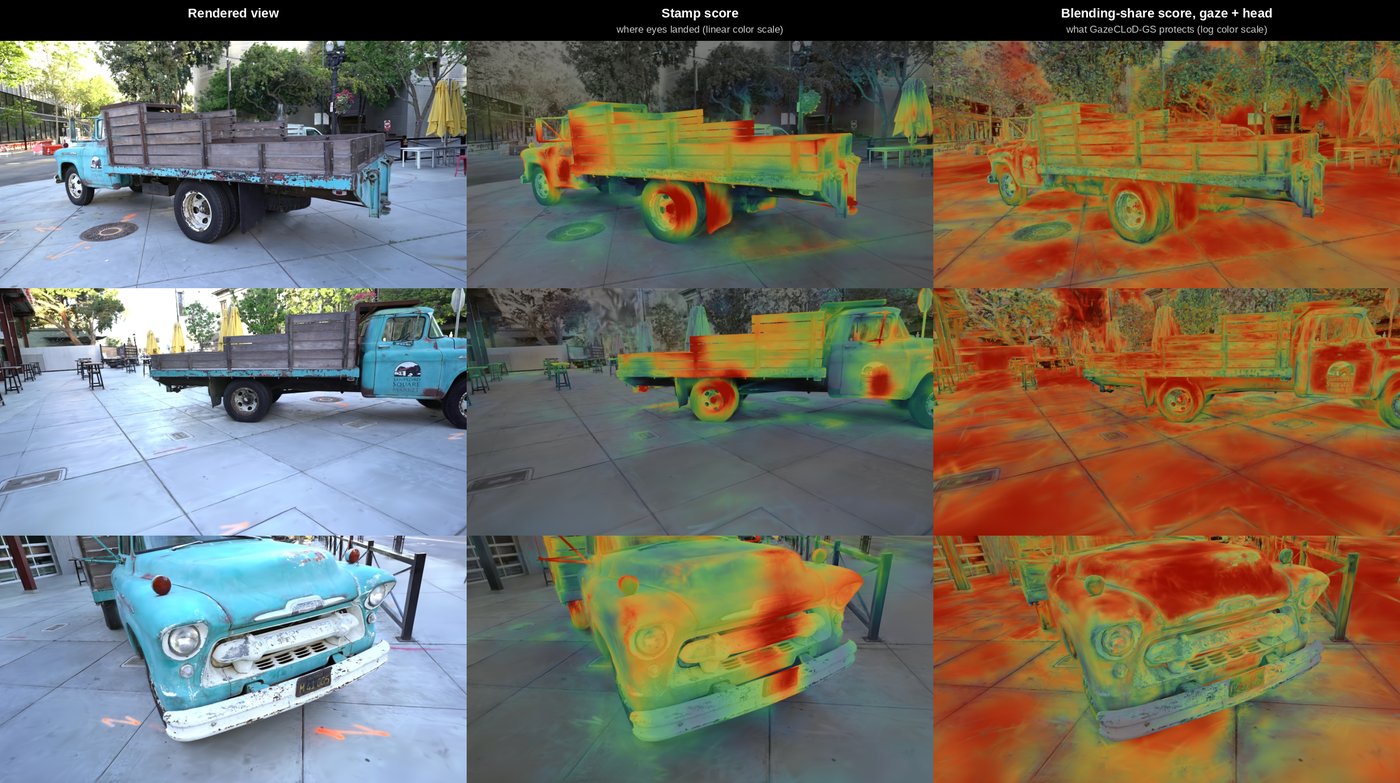 Rendered view
Stamp score
where eyes landed (linear color scale)
Blending-share score, gaze + head
what GazeCLoD-GS protects (log color scale)
SQUARE